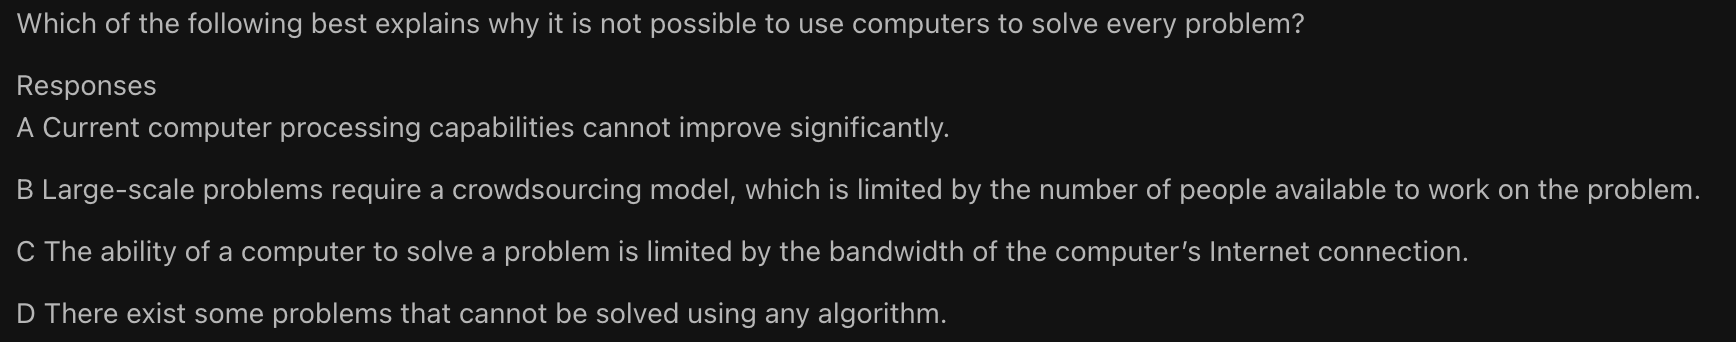 Which of the following best explains why it is not possible to use computers to solve every problem?
Responses
A Current computer processing capabilities cannot improve significantly.
B Large-scale problems require a crowdsourcing model, which is limited by the number of people available to work on the problem.
C The ability of a computer to solve a problem is limited by the bandwidth of the computer’s Internet connection.
D There exist some problems that cannot be solved using any algorithm.